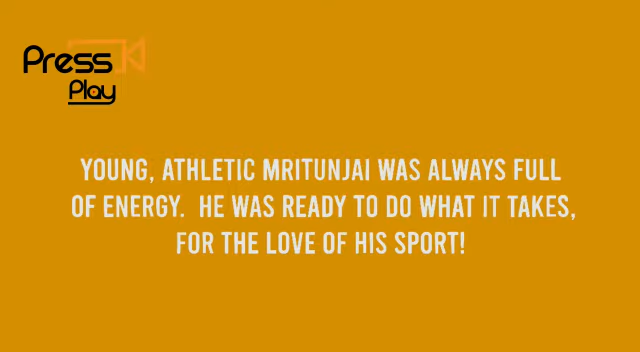 Press
Play
YOUNG, ATHLETIC MRITUNJAI WAS ALWAYS FULL
OF ENERGY. HE WAS READY TO DO WHAT IT TAKES,
FOR THE LOVE OF HIS SPORT!